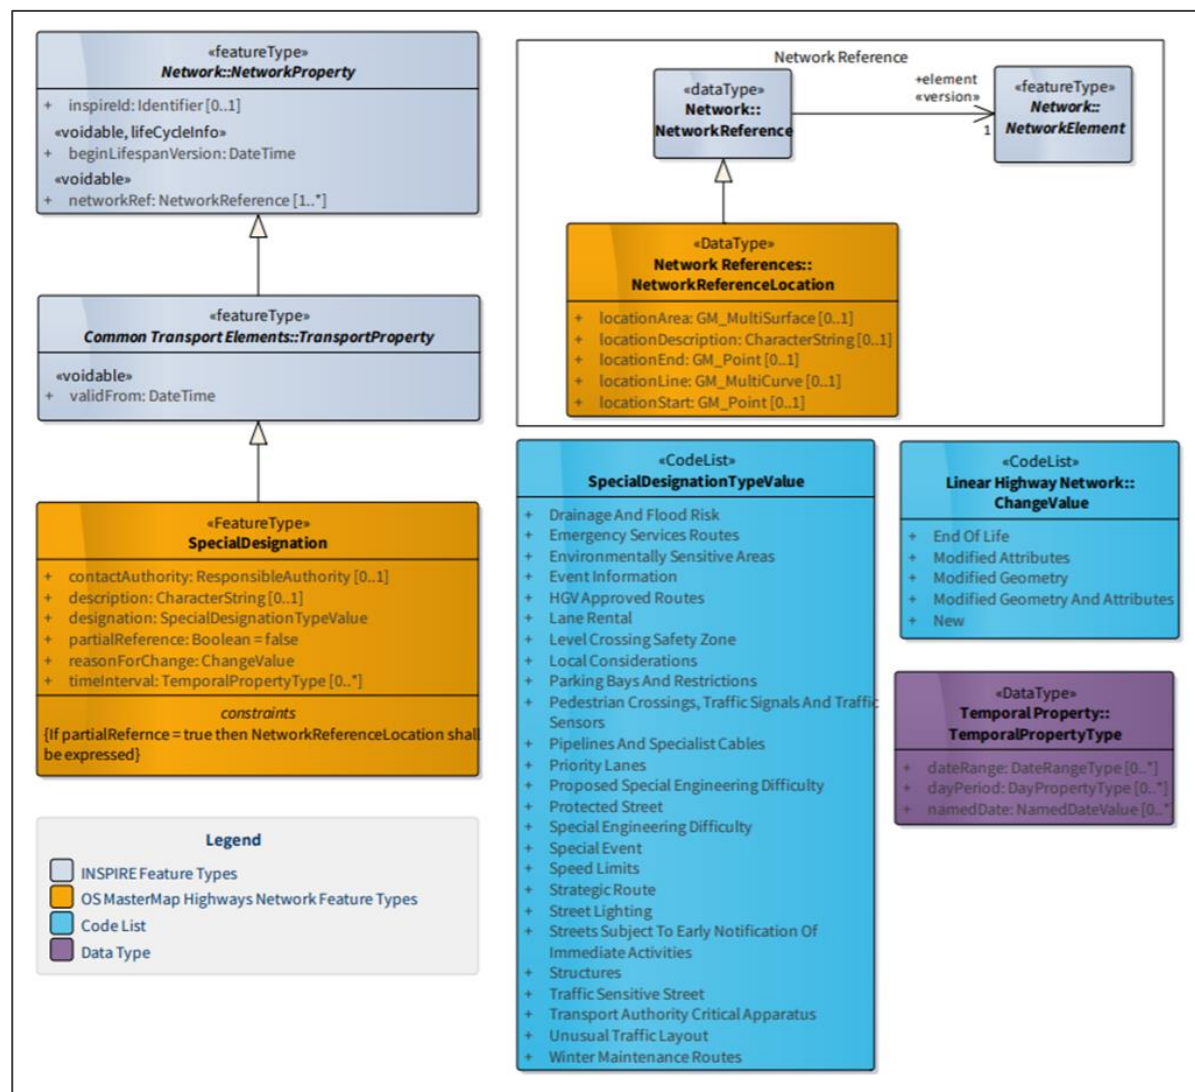 «featureType»
Network::NetworkProperty
+ inspireId: Identifier [0..1]
«voidable, lifeCycleInfo»
+ beginLifespanVersion: DateTime
«voidable»
+ networkRef: NetworkReference [1..*]
«featureType»
Common Transport Elements::TransportProperty
«voidable»
+ validFrom: DateTime
«FeatureType»
SpecialDesignation
+ contactAuthority: ResponsibleAuthority [0..1]
+ description: CharacterString [0..1]
+ designation: SpecialDesignationTypeValue
+ partialReference: Boolean = false
+ reasonForChange: ChangeValue
+ timeInterval: TemporalPropertyType [0..*]
constraints
{If partialRefernce = true then NetworkReferenceLocation shall
be expressed}
Legend
INSPIRE Feature Types
OS MasterMap Highways Network Feature Types
Code List
Data Type
Network Reference
«dataType»
Network::
NetworkReference
+element
«version»
1
«featureType»
Network::
NetworkElement
«DataType»
Network References::
NetworkReferenceLocation
+ locationArea: GM_MultiSurface [0..1]
+ locationDescription: CharacterString [0..1]
+ locationEnd: GM_Point [0..1]
+ locationLine: GM_MultiCurve [0..1]
+ locationStart: GM_Point [0..1]
«CodeList»
SpecialDesignationTypeValue
+ Drainage And Flood Risk
+ Emergency Services Routes
+ Environmentally Sensitive Areas
+ Event Information
+ HGV Approved Routes
+ Lane Rental
+ Level Crossing Safety Zone
+ Local Considerations
+ Parking Bays And Restrictions
+ Pedestrian Crossings, Traffic Signals And Traffic
Sensors
+ Pipelines And Specialist Cables
+ Priority Lanes
+ Proposed Special Engineering Difficulty
+ Protected Street
+ Special Engineering Difficulty
+ Special Event
+ Speed Limits
+ Strategic Route
+ Street Lighting
+ Streets Subject To Early Notification Of
Immediate Activities
+ Structures
+ Traffic Sensitive Street
+ Transport Authority Critical Apparatus
+ Unusual Traffic Layout
+ Winter Maintenance Routes
«CodeList»
Linear Highway Network::
ChangeValue
+ End Of Life
+ Modified Attributes
+ Modified Geometry
+ Modified Geometry And Attributes
+ New
«DataType»
Temporal Property::
TemporalPropertyType
+ dateRange: DateRangeType [0..*]
+ dayPeriod: DayPropertyType [0..*]
+ namedDate: NamedDateValue [0..*